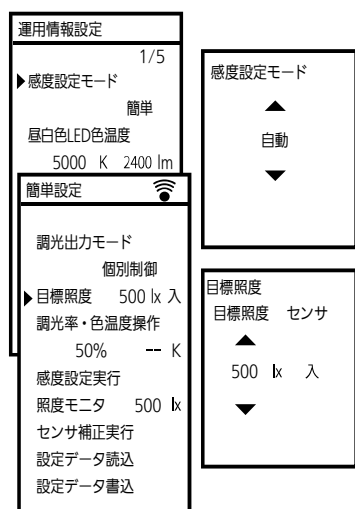 運用情報設定
1/5
▶感度設定モード
簡単
昼白色LED色温度
5000 K 2400 lm
簡単設定
調光出力モード
個別制御
▶目標照度 500 lx 入
調光率・色温度操作
50% -- K
感度設定実行
照度モニタ 500 lx
センサ補正実行
設定データ読込
設定データ書込
感度設定モード
▲
自動
▼
目標照度
目標照度 センサ
▲
500 lx 入
▼